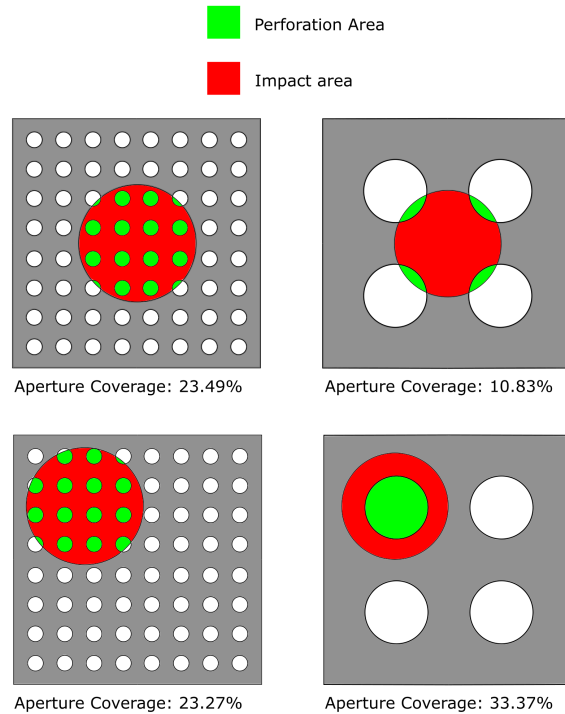 Perforation Area
Impact area
Aperture Coverage: 23.49%
Aperture Coverage: 10.83%
Aperture Coverage: 23.27%
Aperture Coverage: 33.37%